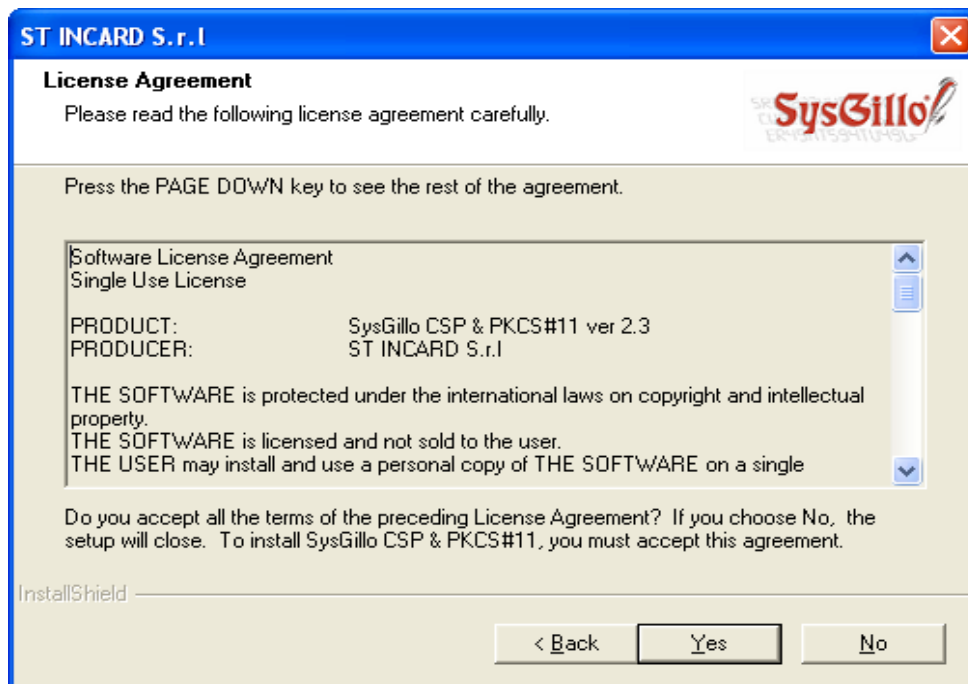 ST INCARD S.r.l
License Agreement
Please read the following license agreement carefully.
SysGillo
Press the PAGE DOWN key to see the rest of the agreement.
Software License Agreement
Single Use License
PRODUCT: SysGillo CSP & PKCS#11 ver 2.3
PRODUCER: ST INCARD S.r.l
THE SOFTWARE is protected under the international laws on copyright and intellectual
property.
THE SOFTWARE is licensed and not sold to the user.
THE USER may install and use a personal copy of THE SOFTWARE on a single
Do you accept all the terms of the preceding License Agreement? If you choose No, the
setup will close. To install SysGillo CSP & PKCS#11, you must accept this agreement.
InstallShield
< Back Yes No